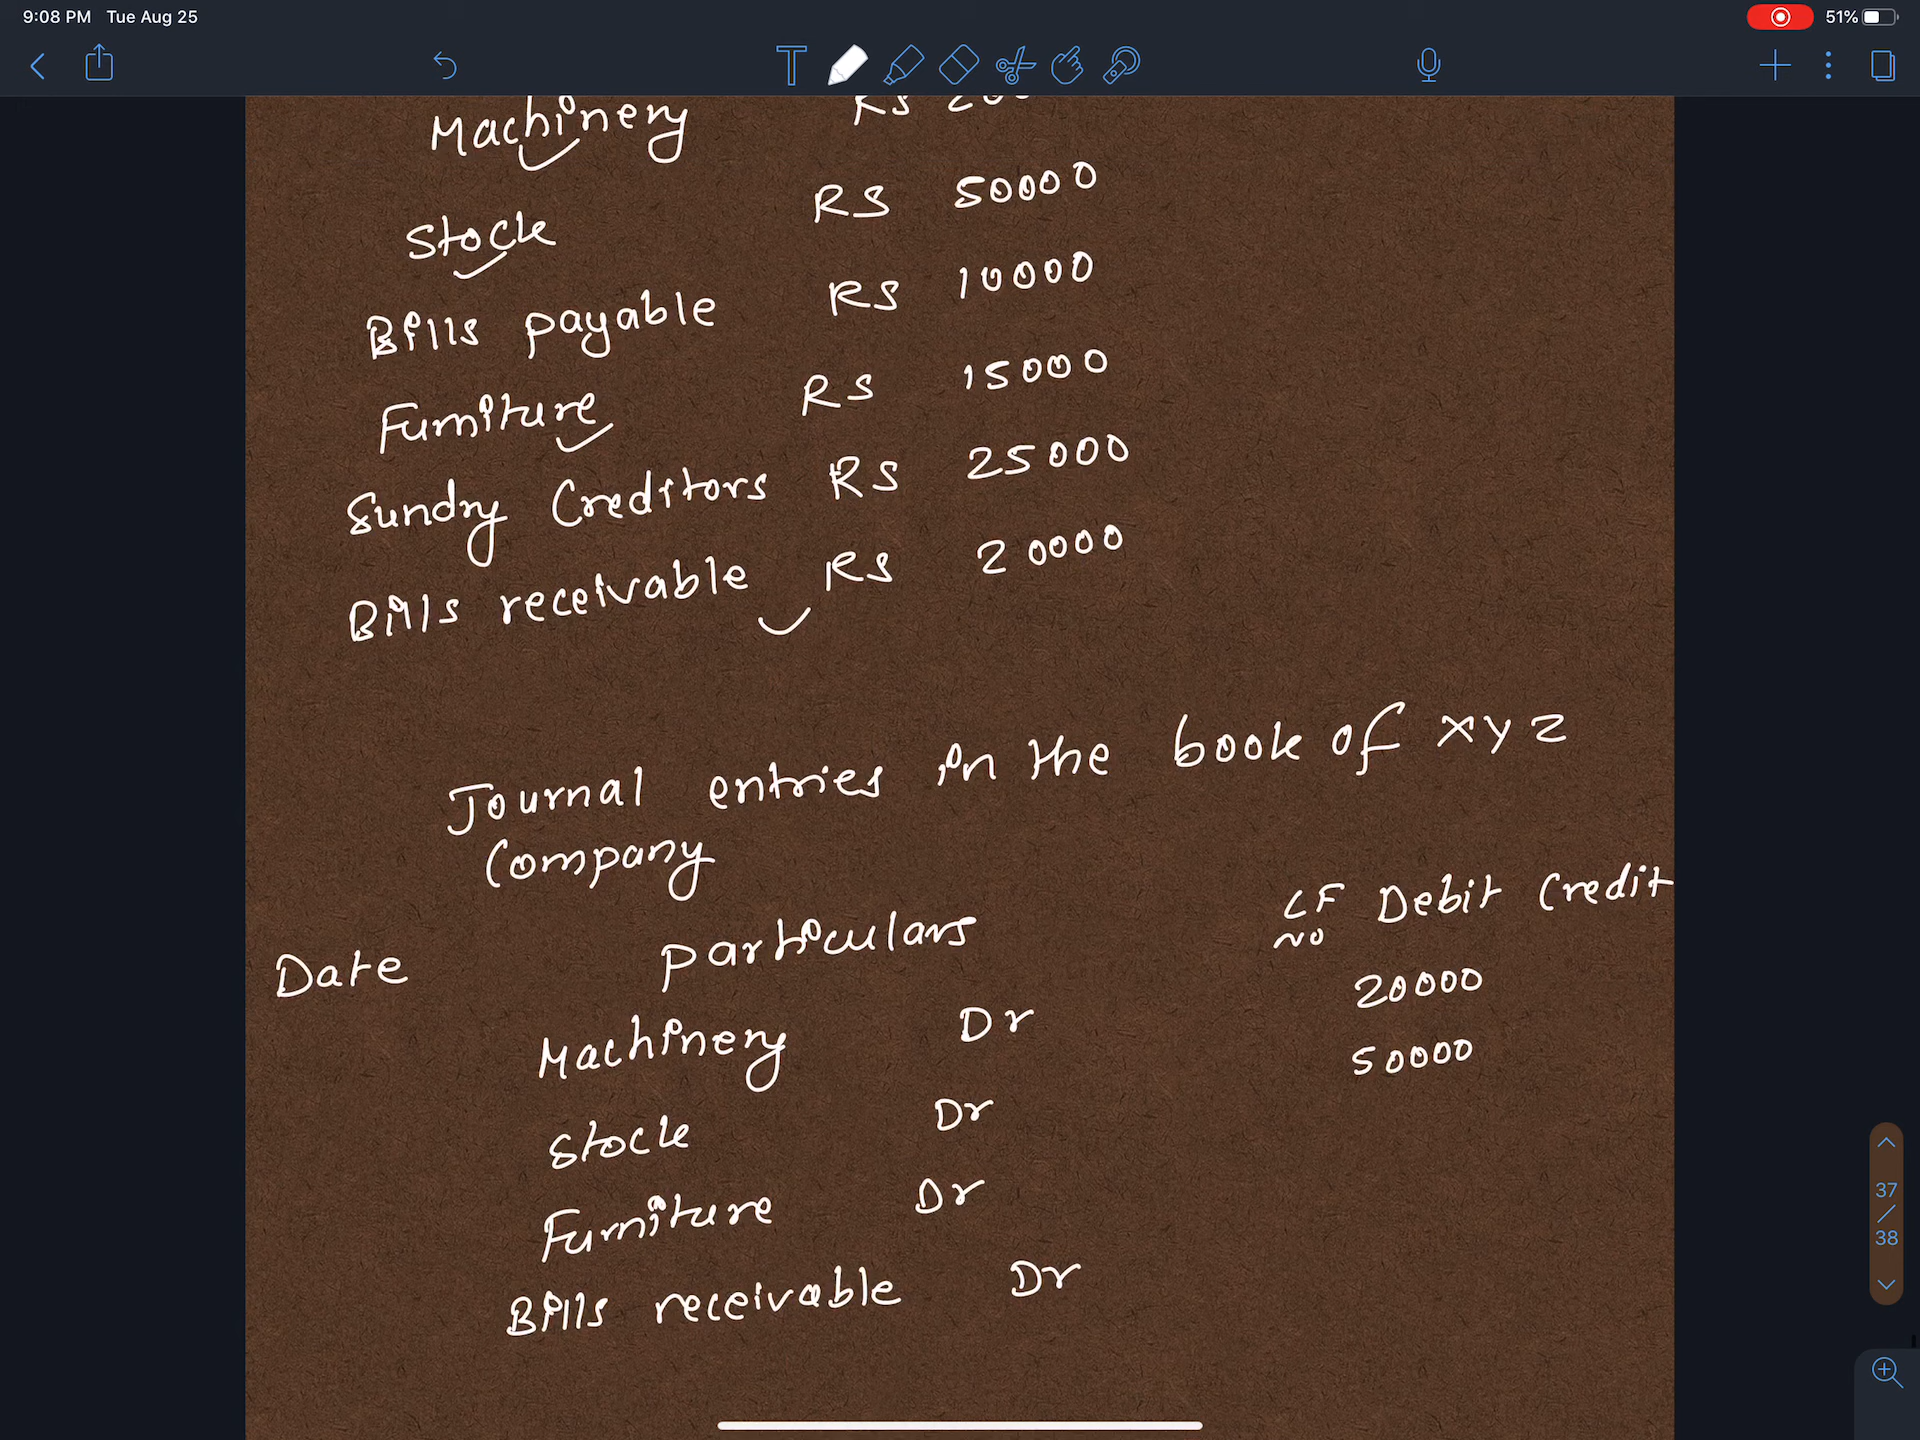 9:08 PM Tue Aug 25
51%
Machinery Rs
Stock RS 50000
Bills payable RS 10000
Furniture RS 15000
Sundry Creditors RS 25000
Bills receivable RS 20000
Journal entries in the book of xyz
Company
Date Particulars LF Debit Credit
No
Machinery Dr 20000
Stock Dr 50000
Furniture Dr
Bills receivable Dr
37
/
38